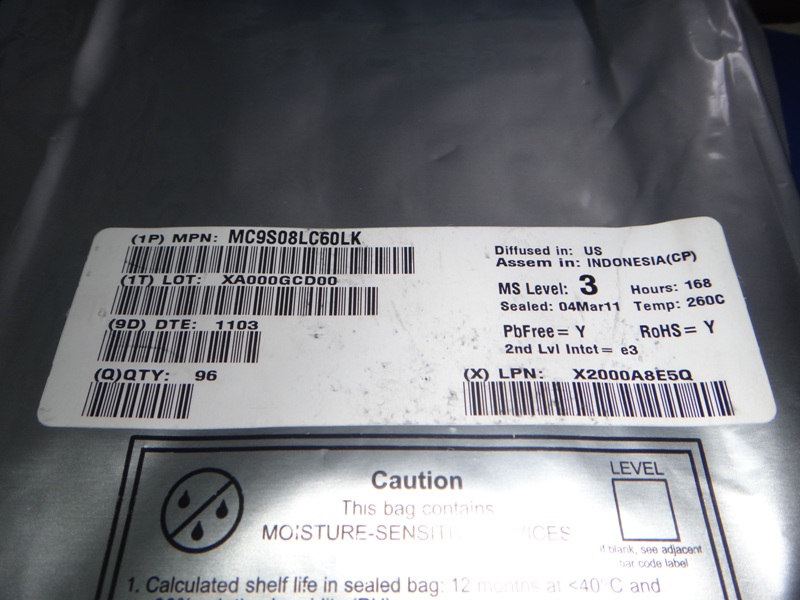 (1P) MPN: MC9S08LC60LK
(1T) LOT: XA000GCD00
(9D) DTE: 1103
(Q)QTY: 96
Diffused in: US
Assem in: INDONESIA(CP)
MS Level: 3 Hours: 168
Sealed: 04Mar11 Temp: 260C
PbFree= Y RoHS= Y
2nd Lvl Intct= e3
(X) LPN: X2000A8E5Q
Caution
This bag contains
MOISTURE-SENSITI ICES
LEVEL
If blank, see adjacent
bar code label
1. Calculated shelf life in sealed bag: 12 months at <40°C and